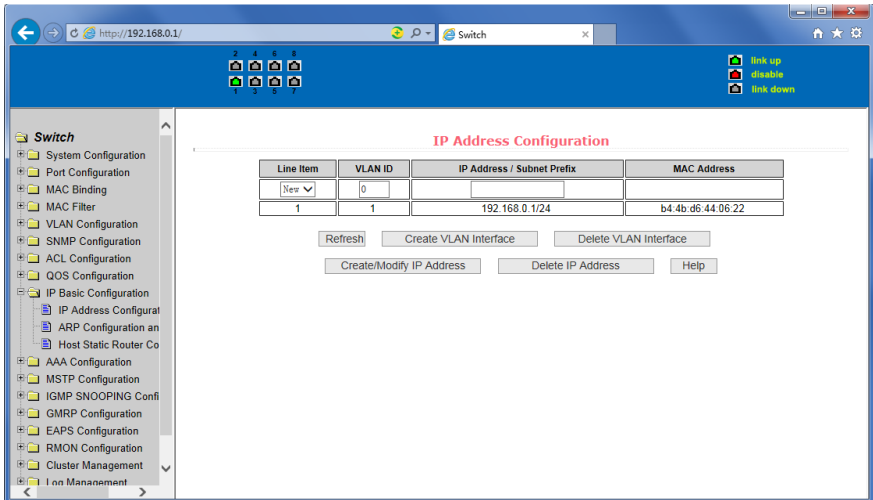 http://192.168.0.1/
Switch
2 4 6 8
1 3 5 7
link up
disable
link down
Switch
System Configuration
Port Configuration
MAC Binding
MAC Filter
VLAN Configuration
SNMP Configuration
ACL Configuration
QOS Configuration
IP Basic Configuration
IP Address Configurat
ARP Configuration an
Host Static Router Co
AAA Configuration
MSTP Configuration
IGMP SNOOPING Confi
GMRP Configuration
EAPS Configuration
RMON Configuration
Cluster Management
Log Management
IP Address Configuration
Line Item VLAN ID IP Address / Subnet Prefix MAC Address
New 0
1 1 192.168.0.1/24 b4:4b:d6:44:06:22
Refresh Create VLAN Interface Delete VLAN Interface
Create/Modify IP Address Delete IP Address Help